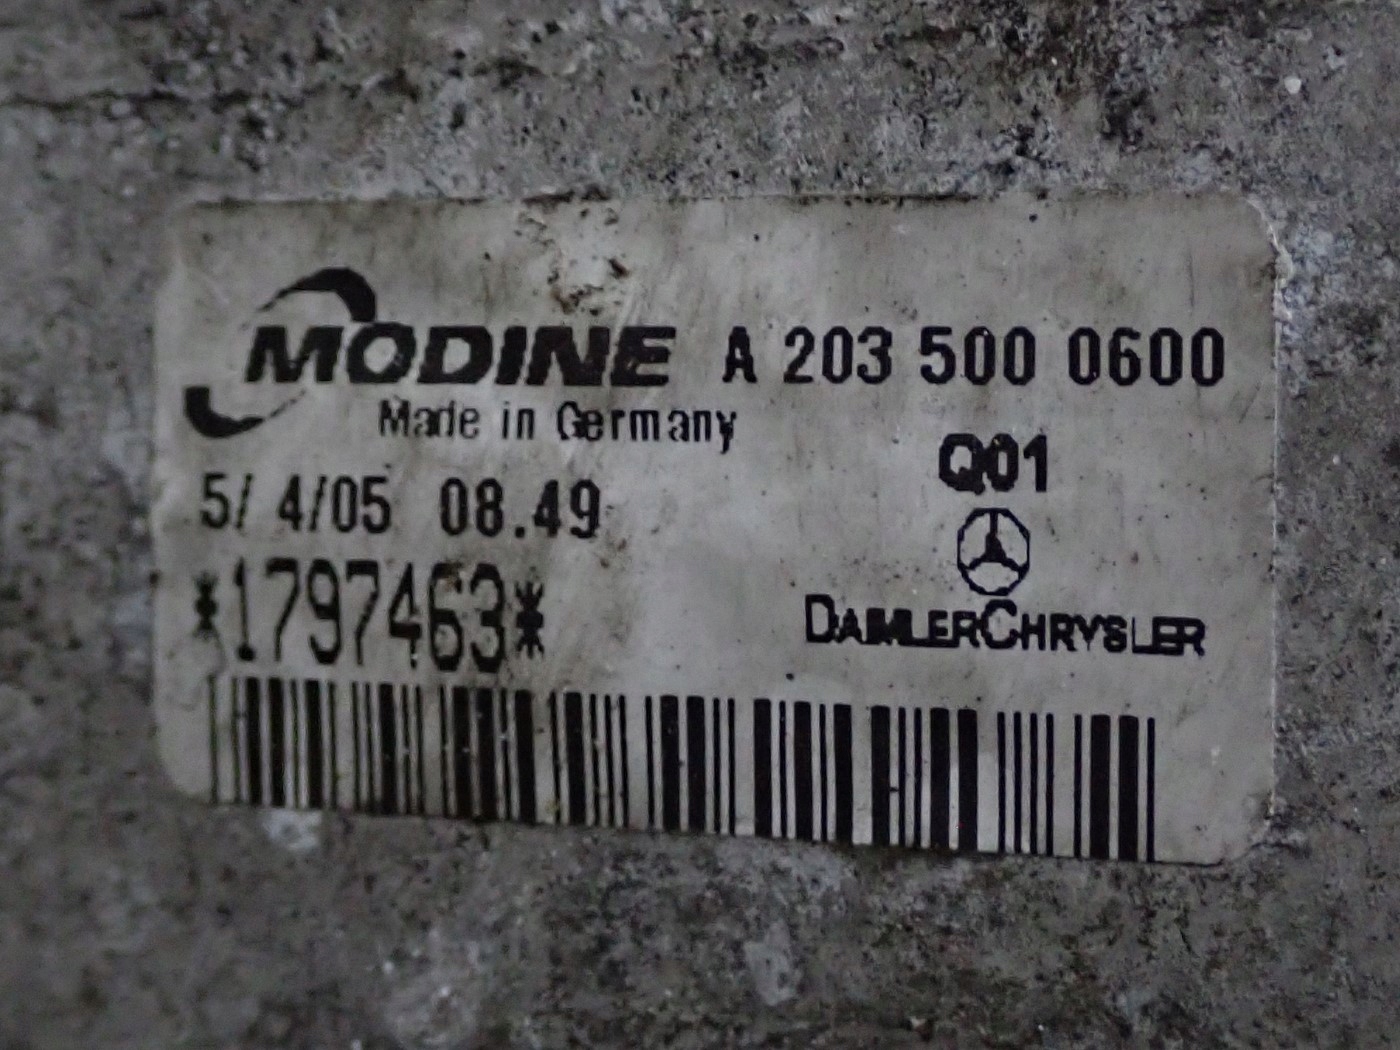 MODINE A 203 500 0600
Made in Germany
Q01
5/ 4/05 08.49
*1797463*
DAIMLERCHRYSLER